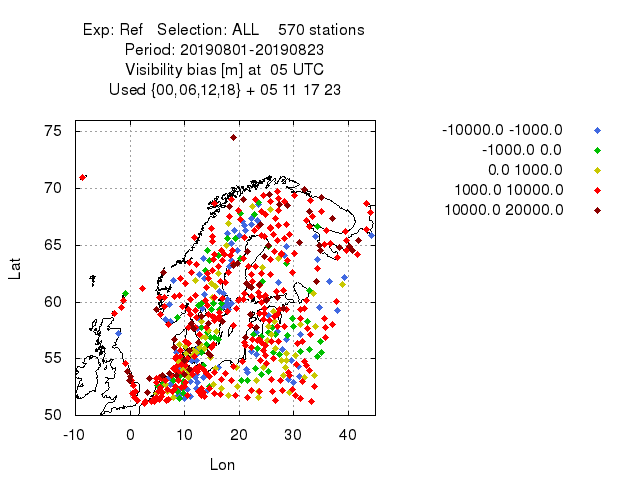 Exp: Ref Selection: ALL 570 stations
Period: 20190801-20190823
Visibility bias [m] at 05 UTC
Used {00,06,12,18} + 05 11 17 23
-10000.0 -1000.0
-1000.0 0.0
0.0 1000.0
1000.0 10000.0
10000.0 20000.0
75
70
65
60
55
50
Lat
-10 0 10 20 30 40
Lon